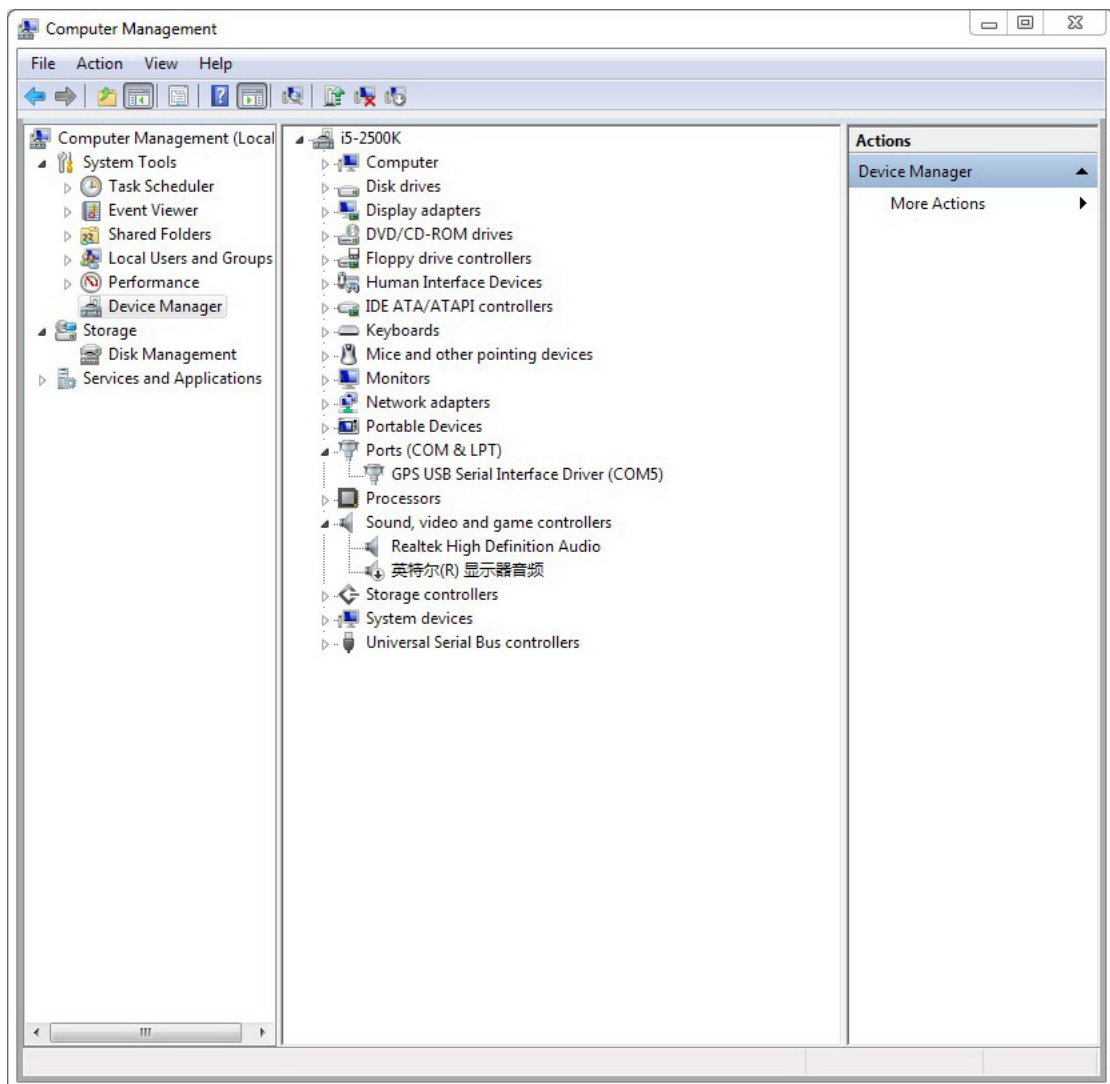 Computer Management
File Action View Help
Computer Management (Local
System Tools
Task Scheduler
Event Viewer
Shared Folders
Local Users and Groups
Performance
Device Manager
Storage
Disk Management
Services and Applications
i5-2500K
Computer
Disk drives
Display adapters
DVD/CD-ROM drives
Floppy drive controllers
Human Interface Devices
IDE ATA/ATAPI controllers
Keyboards
Mice and other pointing devices
Monitors
Network adapters
Portable Devices
Ports (COM & LPT)
GPS USB Serial Interface Driver (COM5)
Processors
Sound, video and game controllers
Realtek High Definition Audio
英特尔(R) 显示器音频
Storage controllers
System devices
Universal Serial Bus controllers
Actions
Device Manager
More Actions